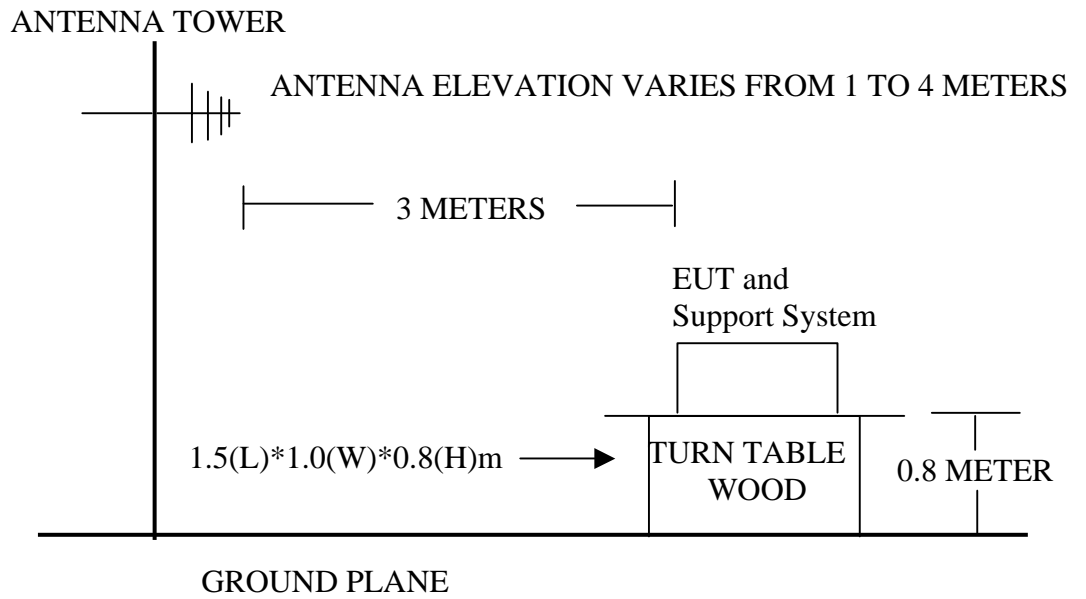 ANTENNA TOWER
ANTENNA ELEVATION VARIES FROM 1 TO 4 METERS
3 METERS
EUT and
Support System
1.5(L)*1.0(W)*0.8(H)m
TURN TABLE
WOOD
0.8 METER
GROUND PLANE